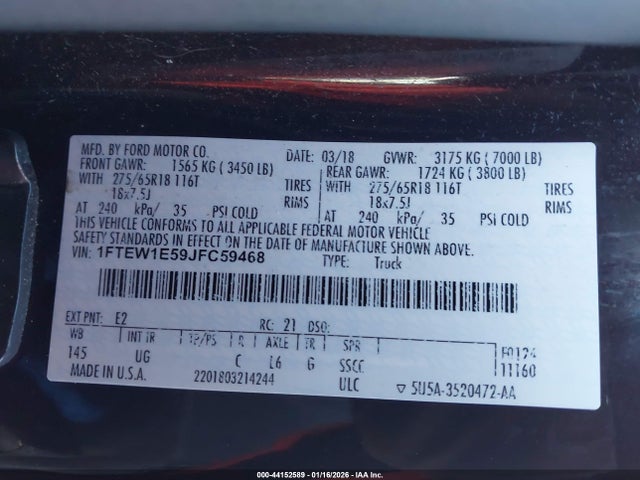 MFD. BY FORD MOTOR CO. DATE: 03/18 GVWR: 3175 KG ( 7000 LB)
FRONT GAWR: 1565 KG ( 3450 LB) REAR GAWR: 1724 KG ( 3800 LB)
WITH 275/65R18 116T TIRES WITH 275/65R18 116T TIRES
18x7.5J RIMS 18x7.5J RIMS
AT 240 kPa/ 35 PSI COLD AT 240 kPa/ 35 PSI COLD
THIS VEHICLE CONFORMS TO ALL APPLICABLE FEDERAL MOTOR VEHICLE
SAFETY STANDARDS IN EFFECT ON THE DATE OF MANUFACTURE SHOWN ABOVE.
VIN: 1FTEW1E59JFC59468 TYPE: Truck
EXT PNT: E2 RC: 21 DSO:
WB INT TR TP/PS R AXLE TR SPR F0124
145 UG C L6 G SSCC 11160
MADE IN U.S.A. 2201803214244 ULC ▽ 5U5A-3520472-AA
000-44152589 - 01/16/2026 - IAA Inc.